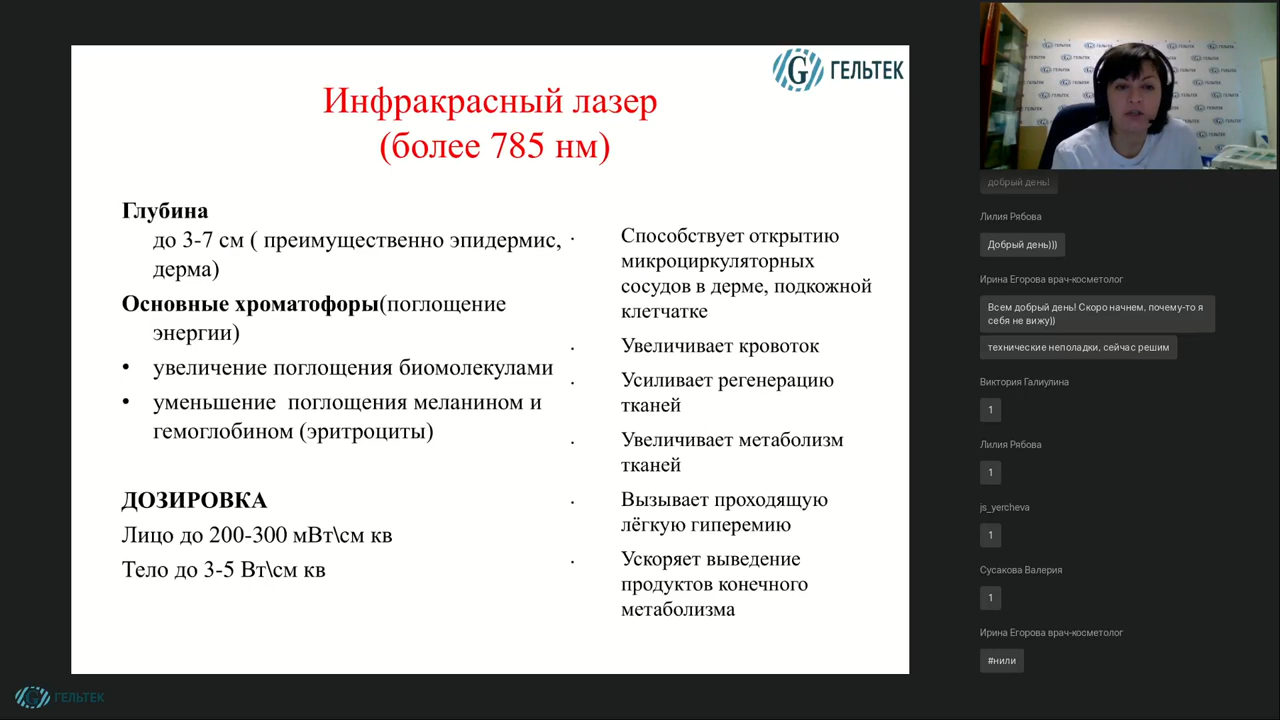 ГЕЛЬТЕК
Инфракрасный лазер
(более 785 нм)
Глубина
до 3-7 см ( преимущественно эпидермис,
дерма)
Основные хроматофоры(поглощение
энергии)
• увеличение поглощения биомолекулами
• уменьшение поглощения меланином и
гемоглобином (эритроциты)
ДОЗИРОВКА
Лицо до 200-300 мВт\см кв
Тело до 3-5 Вт\см кв
· Способствует открытию
микроциркуляторных
сосудов в дерме, подкожной
клетчатке
· Увеличивает кровоток
· Усиливает регенерацию
тканей
· Увеличивает метаболизм
тканей
· Вызывает проходящую
лёгкую гиперемию
· Ускоряет выведение
продуктов конечного
метаболизма
ГЕЛЬТЕК
добрый день!
Лилия Рябова
Добрый день)))
Ирина Егорова врач-косметолог
Всем добрый день! Скоро начнем, почему-то я
себя не вижу))
технические неполадки, сейчас решим
Виктория Галиулина
1
Лилия Рябова
1
js_yercheva
1
Сусакова Валерия
1
Ирина Егорова врач-косметолог
#нили